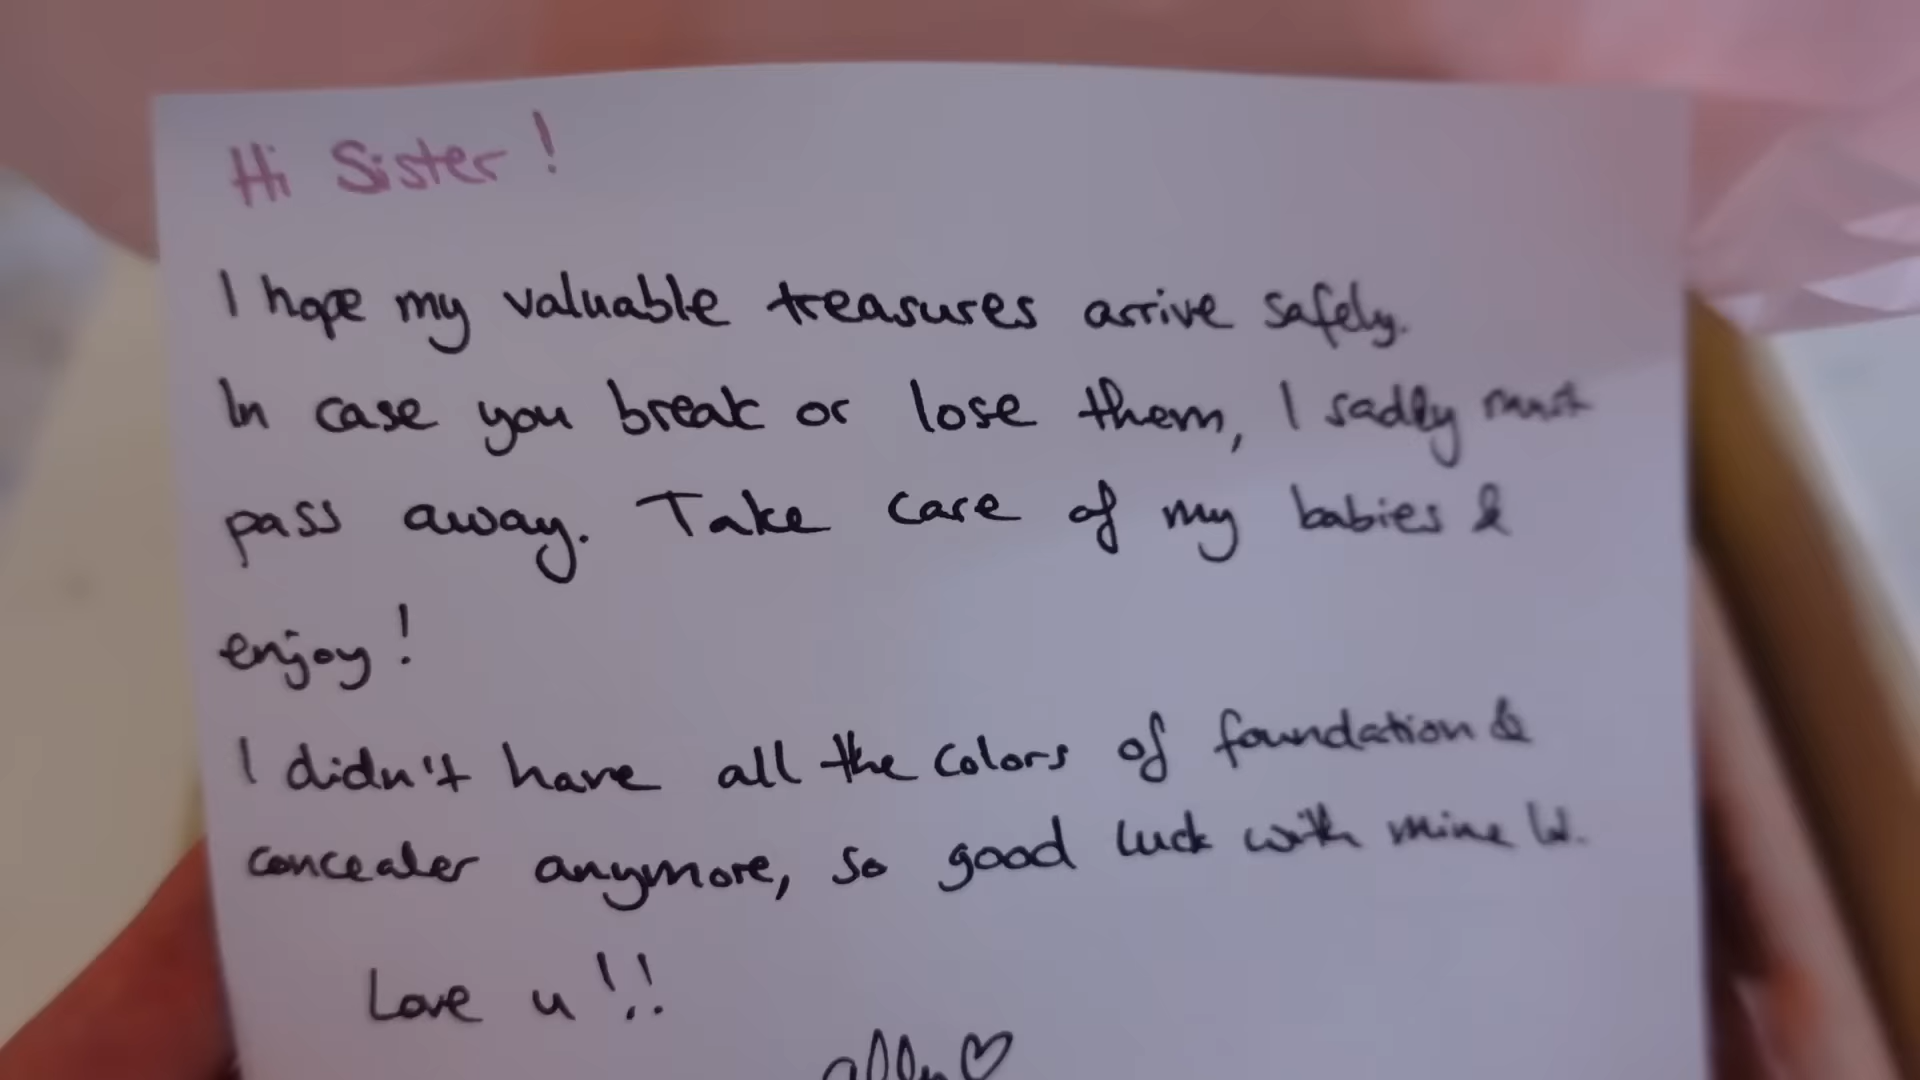 Hi Sister!
I hope my valuable treasures arrive safely.
In case you break or lose them, I sadly must
pass away. Take care of my babies &
enjoy!
I didn't have all the colors of foundation &
concealer anymore, so good luck with mine
Love u!!